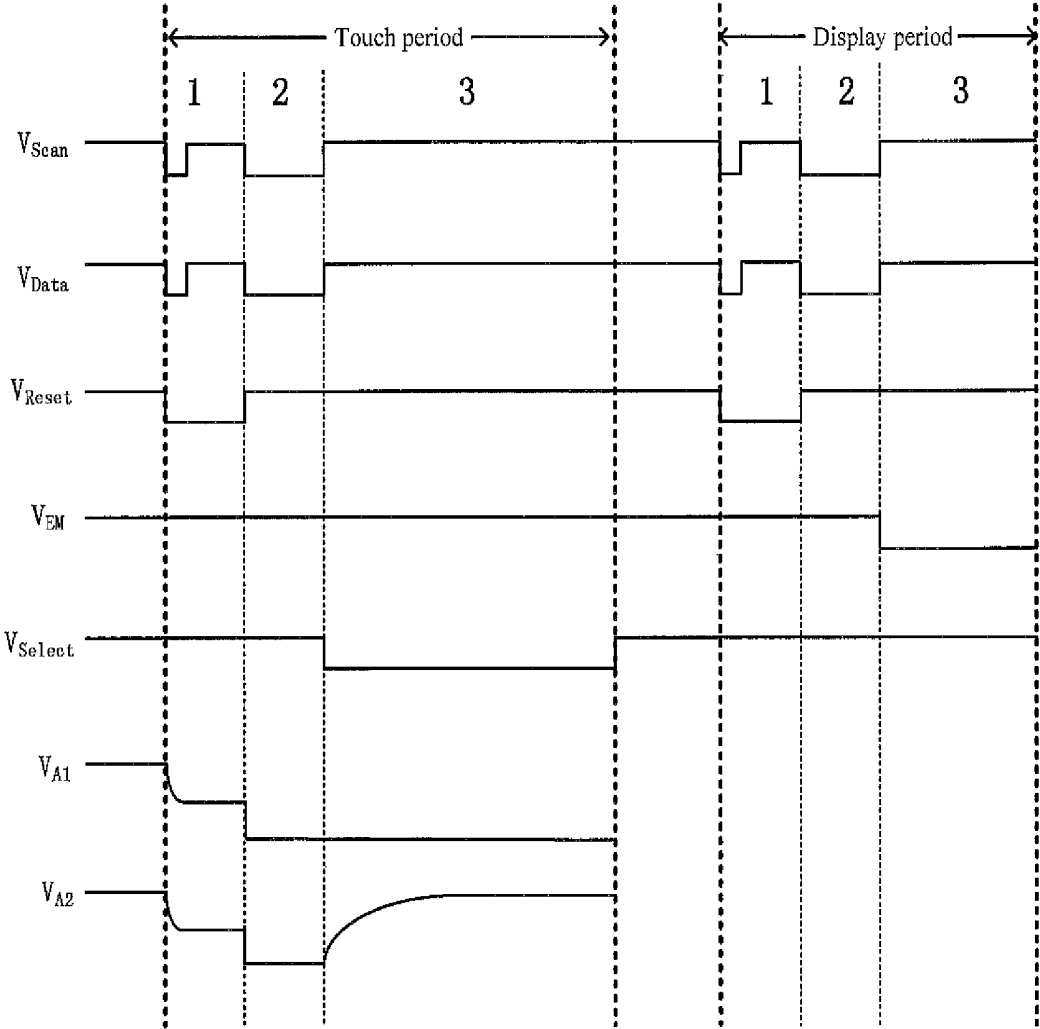 Touch period
Display period
1 2 3 1 2 3
VScan
VData
VReset
VEM
VSelect
VA1
VA2